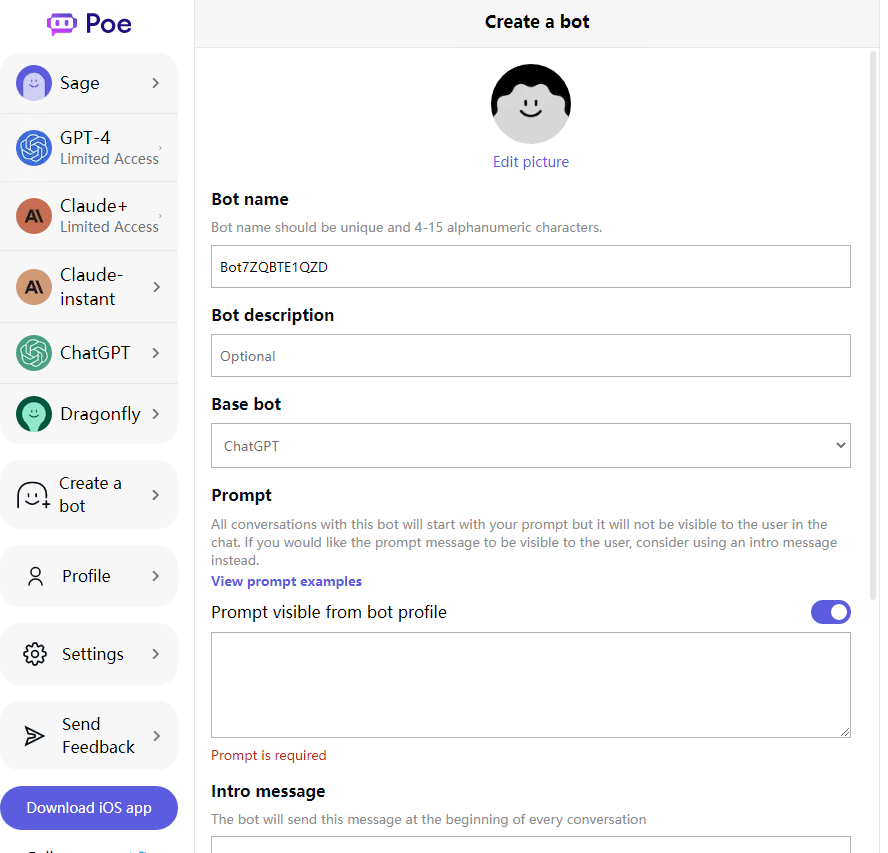 Poe
Sage
GPT-4
Limited Access
Claude+
Limited Access
Claude-
instant
ChatGPT
Dragonfly
Create a
bot
Profile
Settings
Send
Feedback
Download iOS app
Create a bot
Edit picture
Bot name
Bot name should be unique and 4-15 alphanumeric characters.
Bot7ZQBTE1QZD
Bot description
Optional
Base bot
ChatGPT
Prompt
All conversations with this bot will start with your prompt but it will not be visible to the user in the
chat. If you would like the prompt message to be visible to the user, consider using an intro message
instead.
View prompt examples
Prompt visible from bot profile
Prompt is required
Intro message
The bot will send this message at the beginning of every conversation